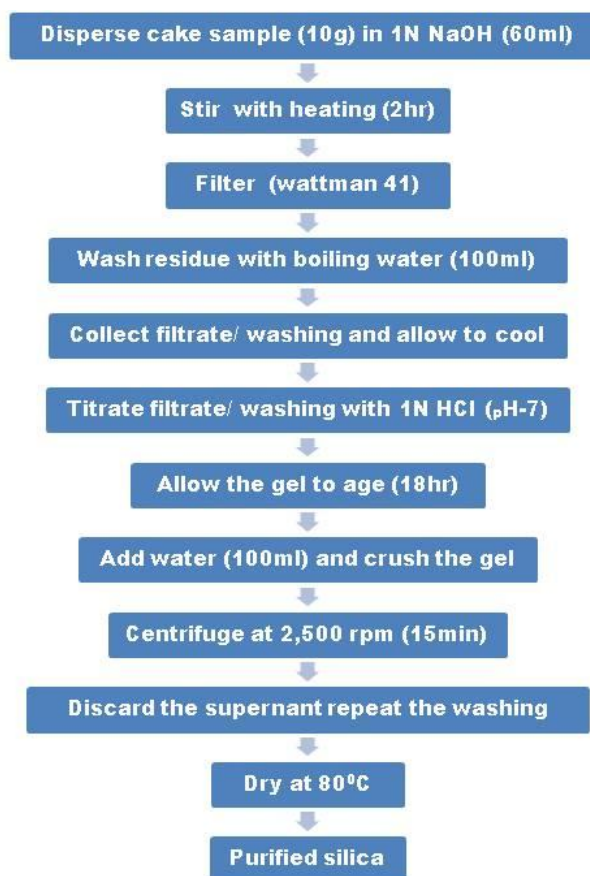 Disperse cake sample (10g) in 1N NaOH (60ml)
Stir with heating (2hr)
Filter (wattman 41)
Wash residue with boiling water (100ml)
Collect filtrate/ washing and allow to cool
Titrate filtrate/ washing with 1N HCl (ₚH-7)
Allow the gel to age (18hr)
Add water (100ml) and crush the gel
Centrifuge at 2,500 rpm (15min)
Discard the supernant repeat the washing
Dry at 80⁰C
Purified silica